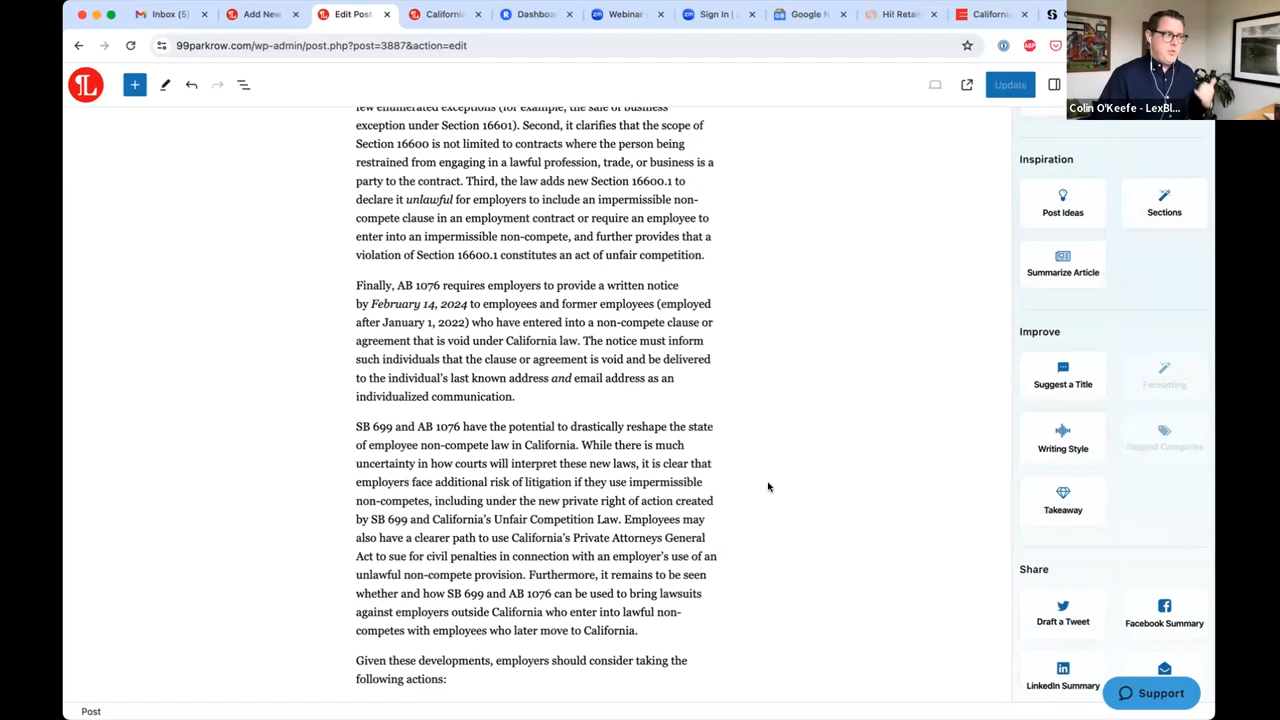 Inbox (5)
Add New
Edit Post
California
Dashboa
Webinar
Sign In |
Google N
Hi! Retai
California
99parkrow.com/wp-admin/post.php?post=3887&action=edit
ABP
Update
Colin O'Keefe - LexBl...
few enumerated exceptions (for example, the sale of business
exception under Section 16601). Second, it clarifies that the scope of
Section 16600 is not limited to contracts where the person being
restrained from engaging in a lawful profession, trade, or business is a
party to the contract. Third, the law adds new Section 16600.1 to
declare it unlawful for employers to include an impermissible non-
compete clause in an employment contract or require an employee to
enter into an impermissible non-compete, and further provides that a
violation of Section 16600.1 constitutes an act of unfair competition.
Finally, AB 1076 requires employers to provide a written notice
by February 14, 2024 to employees and former employees (employed
after January 1, 2022) who have entered into a non-compete clause or
agreement that is void under California law. The notice must inform
such individuals that the clause or agreement is void and be delivered
to the individual's last known address and email address as an
individualized communication.
SB 699 and AB 1076 have the potential to drastically reshape the state
of employee non-compete law in California. While there is much
uncertainty in how courts will interpret these new laws, it is clear that
employers face additional risk of litigation if they use impermissible
non-competes, including under the new private right of action created
by SB 699 and California's Unfair Competition Law. Employees may
also have a clearer path to use California's Private Attorneys General
Act to sue for civil penalties in connection with an employer's use of an
unlawful non-compete provision. Furthermore, it remains to be seen
whether and how SB 699 and AB 1076 can be used to bring lawsuits
against employers outside California who enter into lawful non-
competes with employees who later move to California.
Given these developments, employers should consider taking the
following actions:
Inspiration
Post Ideas
Sections
Summarize Article
Improve
Suggest a Title
Formatting
Writing Style
Suggest Categories
Takeaway
Share
Draft a Tweet
Facebook Summary
LinkedIn Summary
Support
Post